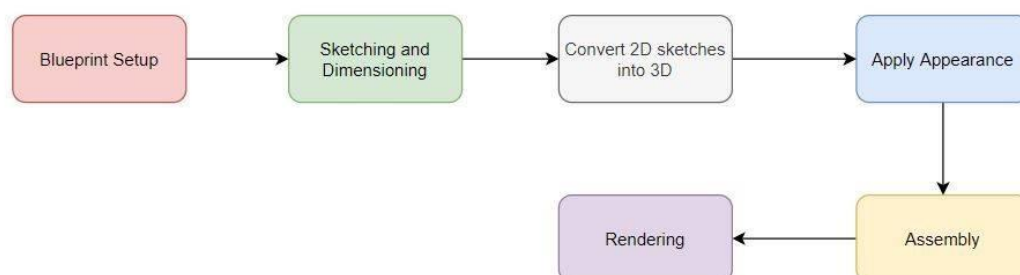 Blueprint Setup
Sketching and
Dimensioning
Convert 2D sketches
into 3D
Apply Appearance
Rendering
Assembly